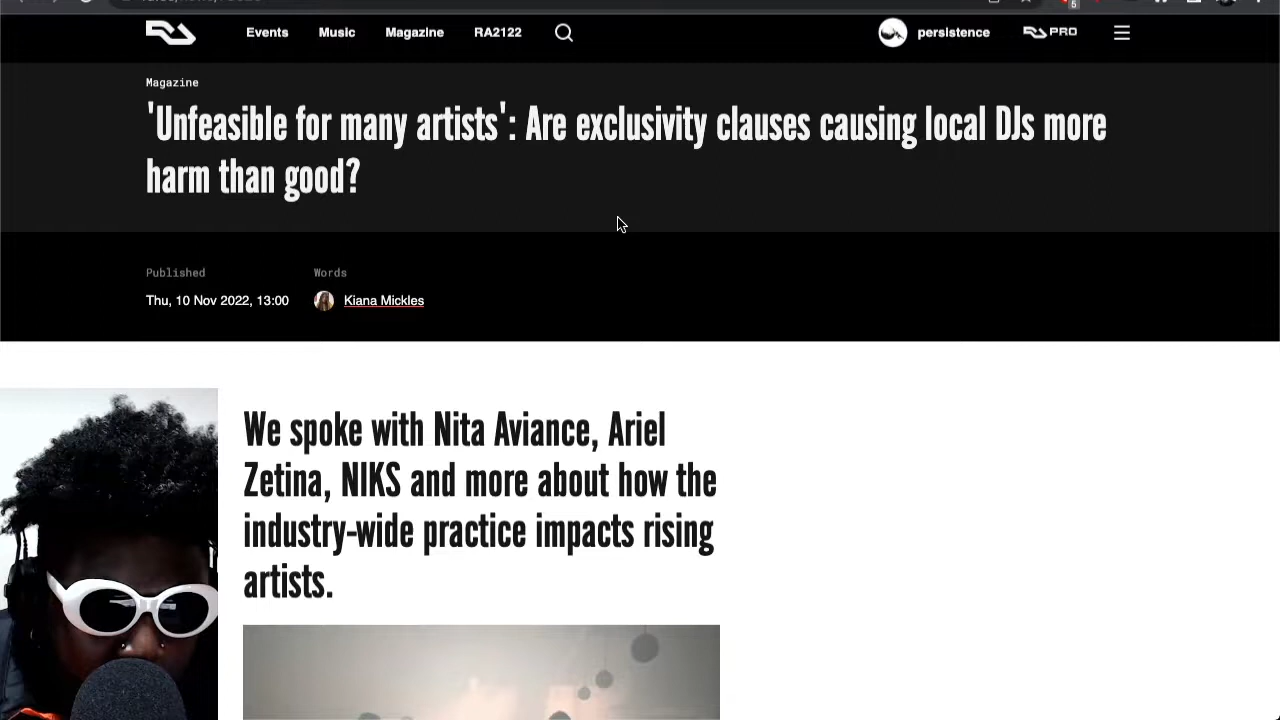 5
Events Music Magazine RA2122 persistence PRO
Magazine
'Unfeasible for many artists': Are exclusivity clauses causing local DJs more
harm than good?
Published Words
Thu, 10 Nov 2022, 13:00 Kiana Mickles
We spoke with Nita Aviance, Ariel
Zetina, NIKS and more about how the
industry-wide practice impacts rising
artists.